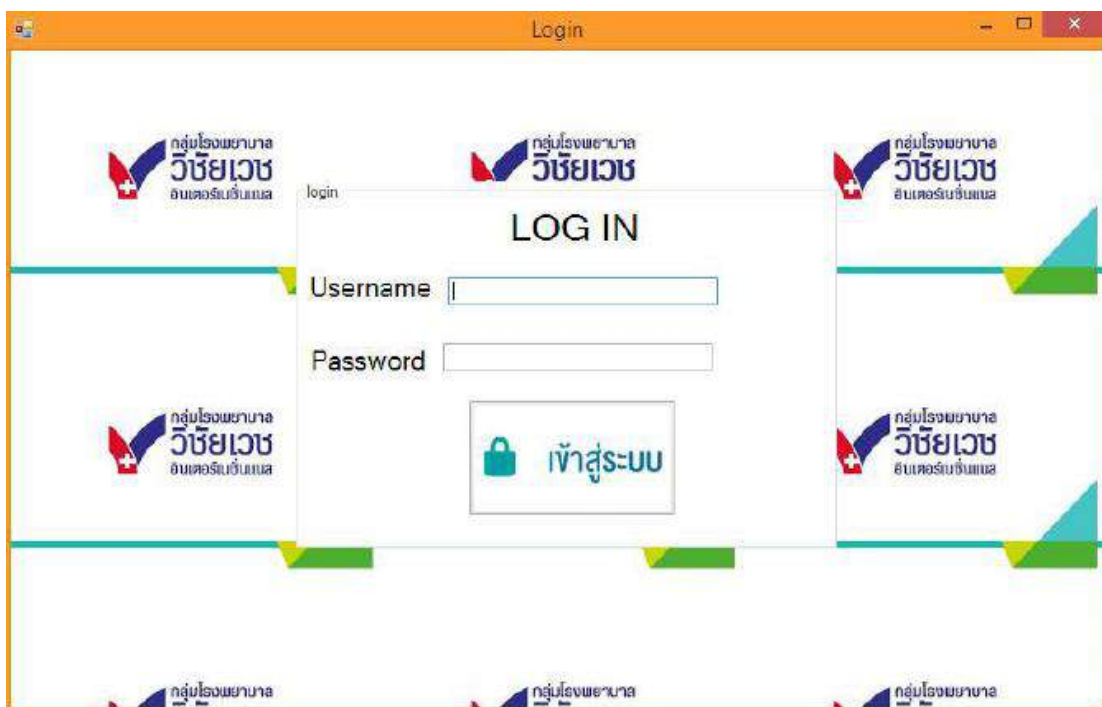 Login
กลุ่มโรงพยาบาล
วิชัยเวช
อินเตอร์เนชั่นแนล
กลุ่มโรงพยาบาล
วิชัยเวช
กลุ่มโรงพยาบาล
วิชัยเวช
อินเตอร์เนชั่นแนล
login
LOG IN
Username
Password
เข้าสู่ระบบ
กลุ่มโรงพยาบาล
วิชัยเวช
อินเตอร์เนชั่นแนล
กลุ่มโรงพยาบาล
วิชัยเวช
อินเตอร์เนชั่นแนล
กลุ่มโรงพยาบาล
กลุ่มโรงพยาบาล
กลุ่มโรงพยาบาล